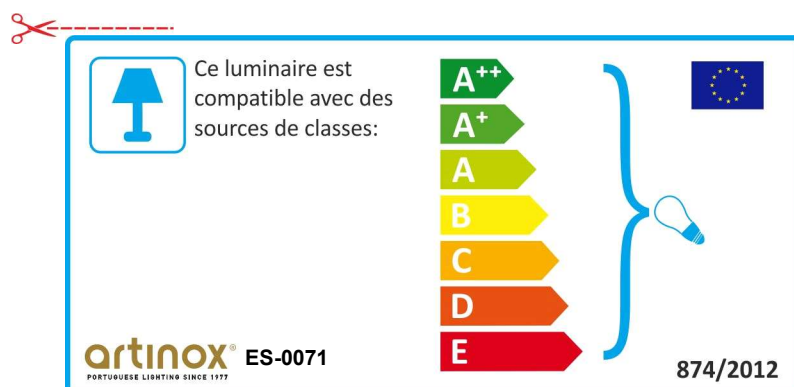 Ce luminaire est
compatible avec des
sources de classes:
A++
A+
A
B
C
D
E
artinox® ES-0071
PORTUGUESE LIGHTING SINCE 1977
874/2012